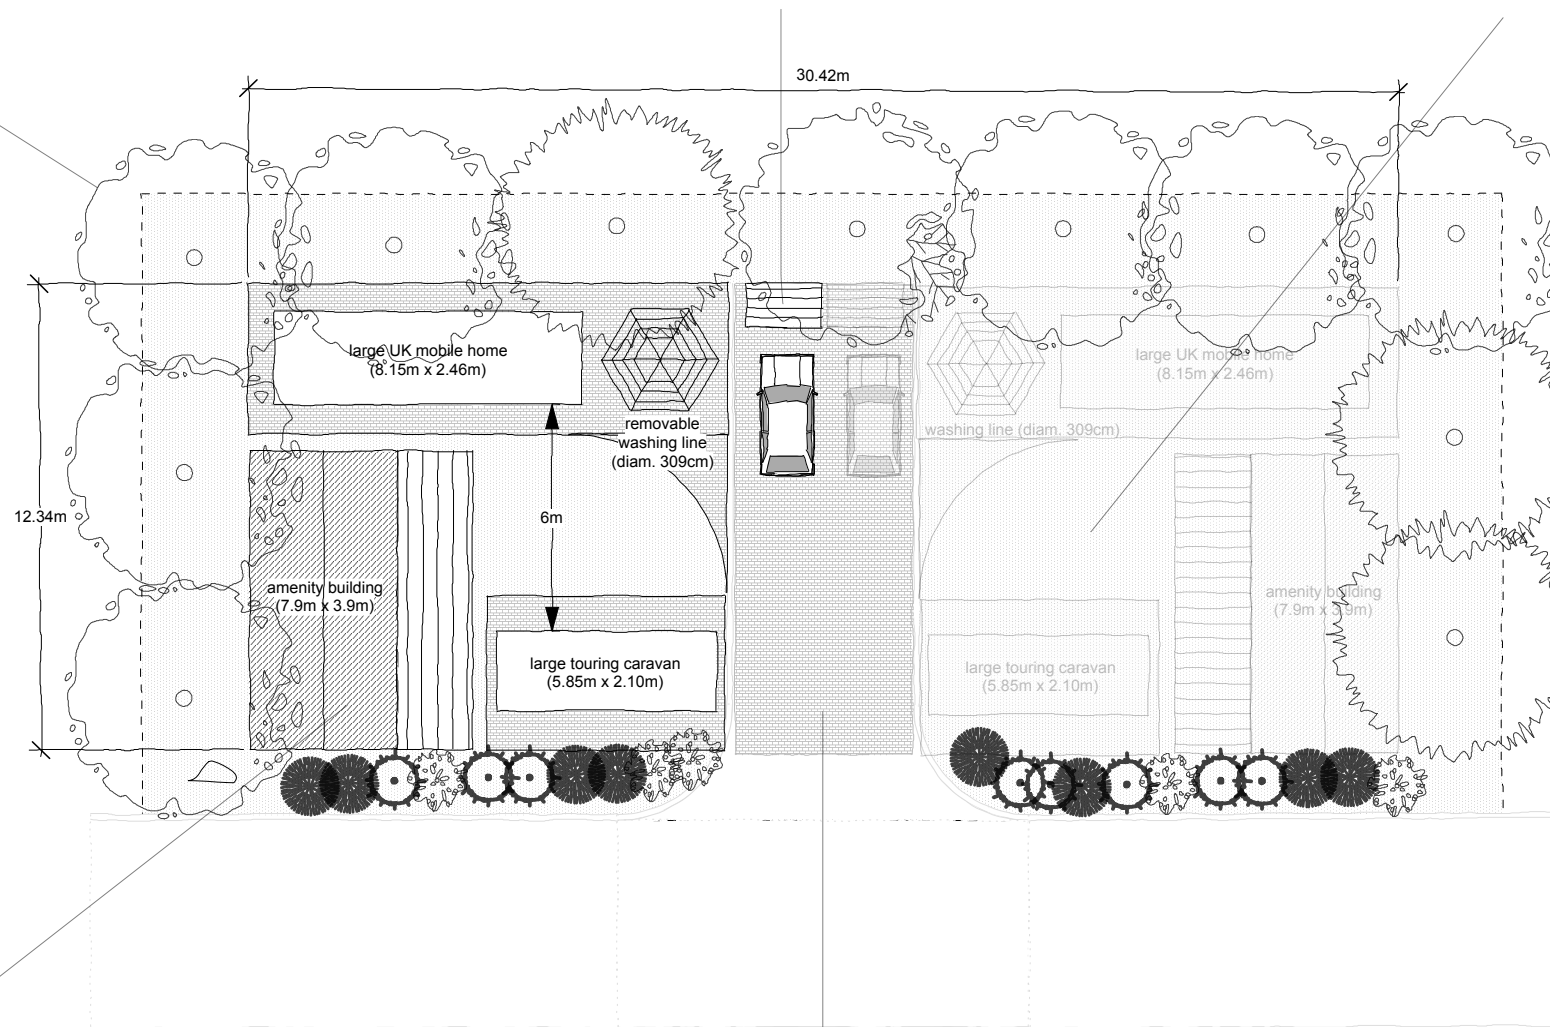 30.42m
large UK mobile home
(8.15m x 2.46m)
large UK mobile home
(8.15m x 2.46m)
removable
washing line
(diam. 309cm)
washing line (diam. 309cm)
12.34m
6m
amenity building
(7.9m x 3.9m)
amenity building
(7.9m x 3.9m)
large touring caravan
(5.85m x 2.10m)
large touring caravan
(5.85m x 2.10m)